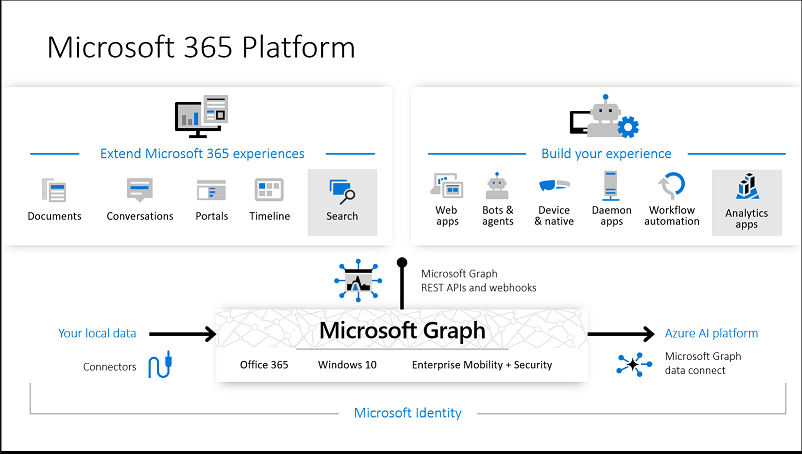 Microsoft 365 Platform
Extend Microsoft 365 experiences
Documents
Conversations
Portals
Timeline
Search
Build your experience
Web
apps
Bots &
agents
Device
& native
Daemon
apps
Workflow
automation
Analytics
apps
Microsoft Graph
REST APIs and webhooks
Your local data
Connectors
Microsoft Graph
Office 365
Windows 10
Enterprise Mobility + Security
Azure AI platform
Microsoft Graph
data connect
Microsoft Identity